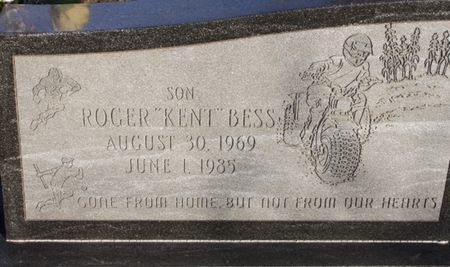 SON
ROGER "KENT" BESS
AUGUST 30, 1969
JUNE 1, 1985
GONE FROM HOME, BUT NOT FROM OUR HEARTS